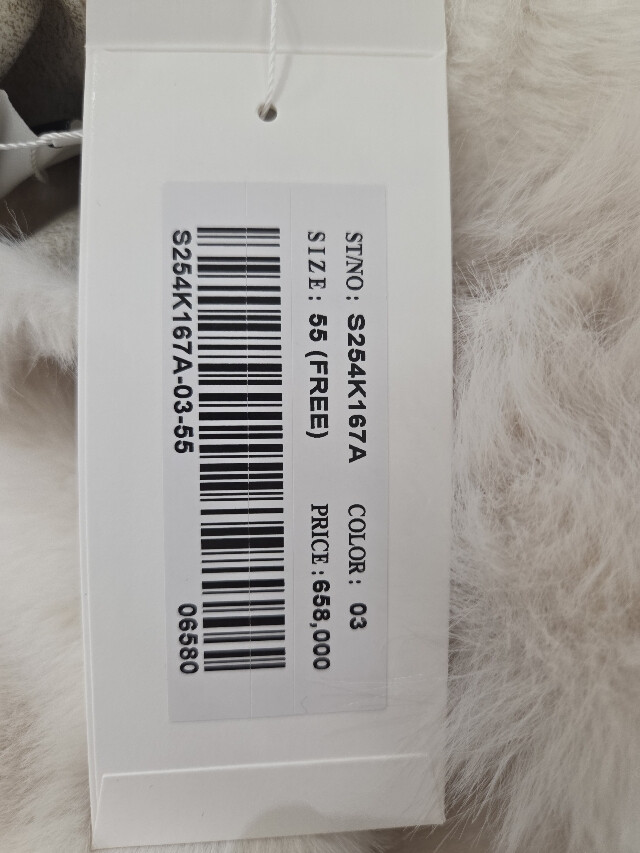 ST/NO: S254K167A COLOR: 03
SIZE: 55 (FREE) PRICE:658,000
S254K167A-03-55 06580